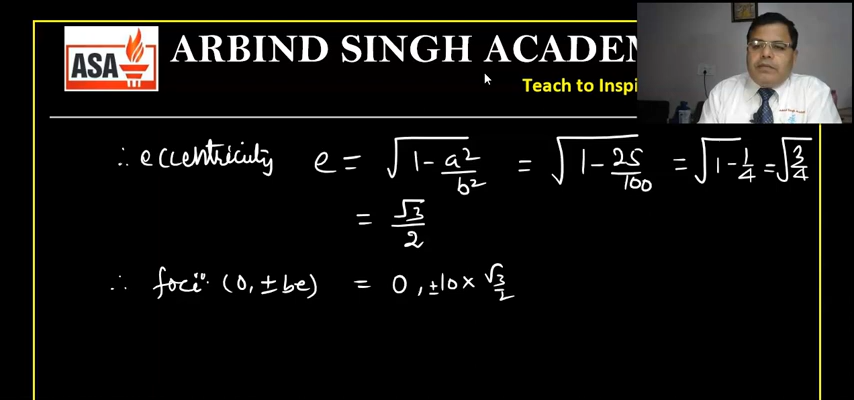 ASA
ARBIND SINGH ACADEM
Teach to Inspi
∴ eccentricity e = √(1 - a²/b²) = √(1 - 25/100) = √(1 - 1/4) = √(3/4)
= √3/2
∴ foci: (0, ± be) = 0, ±10 × √3/2